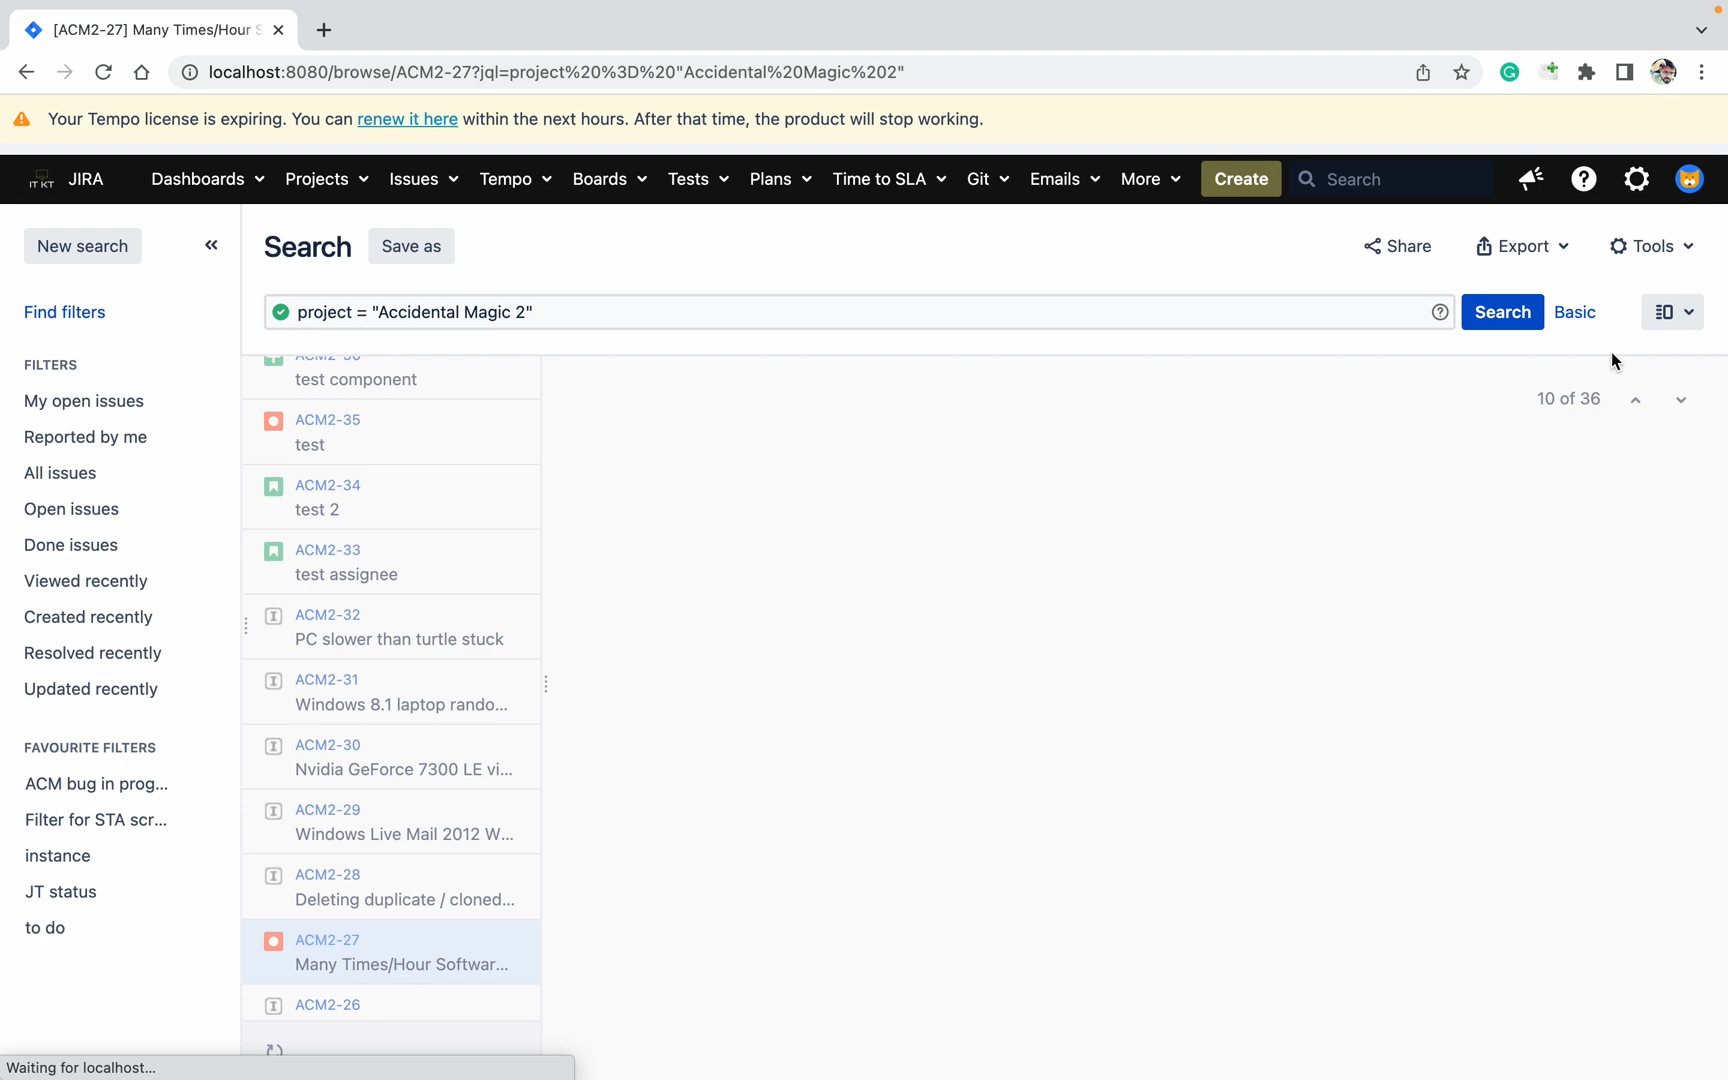 [ACM2-27] Many Times/Hour S
localhost:8080/browse/ACM2-27?jql=project%20%3D%20"Accidental%20Magic%202"
Your Tempo license is expiring. You can renew it here within the next hours. After that time, the product will stop working.
IT KT JIRA Dashboards Projects Issues Tempo Boards Tests Plans Time to SLA Git Emails More Create Search
New search
Search Save as Share Export Tools
Find filters
project = "Accidental Magic 2" Search Basic
FILTERS
My open issues
Reported by me
All issues
Open issues
Done issues
Viewed recently
Created recently
Resolved recently
Updated recently
FAVOURITE FILTERS
ACM bug in prog...
Filter for STA scr...
instance
JT status
to do
test component
ACM2-35
test
ACM2-34
test 2
ACM2-33
test assignee
ACM2-32
PC slower than turtle stuck
ACM2-31
Windows 8.1 laptop rando...
ACM2-30
Nvidia GeForce 7300 LE vi...
ACM2-29
Windows Live Mail 2012 W...
ACM2-28
Deleting duplicate / cloned...
ACM2-27
Many Times/Hour Softwar...
ACM2-26
10 of 36
Waiting for localhost...